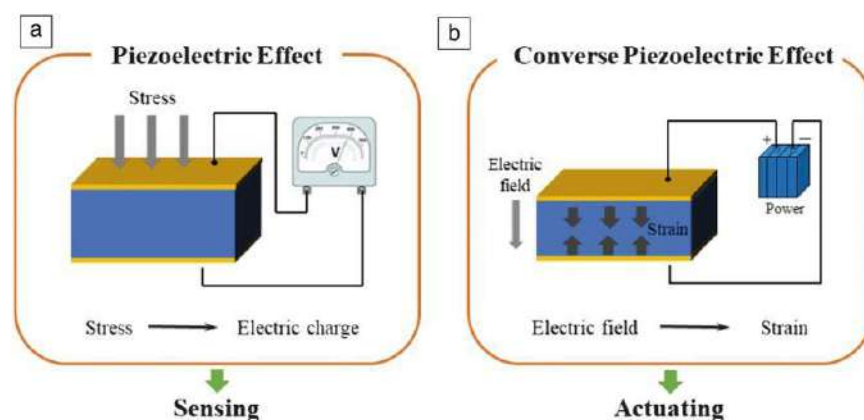 a
Piezoelectric Effect
Stress
V
Stress
Electric charge
Sensing
b
Converse Piezoelectric Effect
Electric
field
Strain
+ −
Power
Electric field
Strain
Actuating